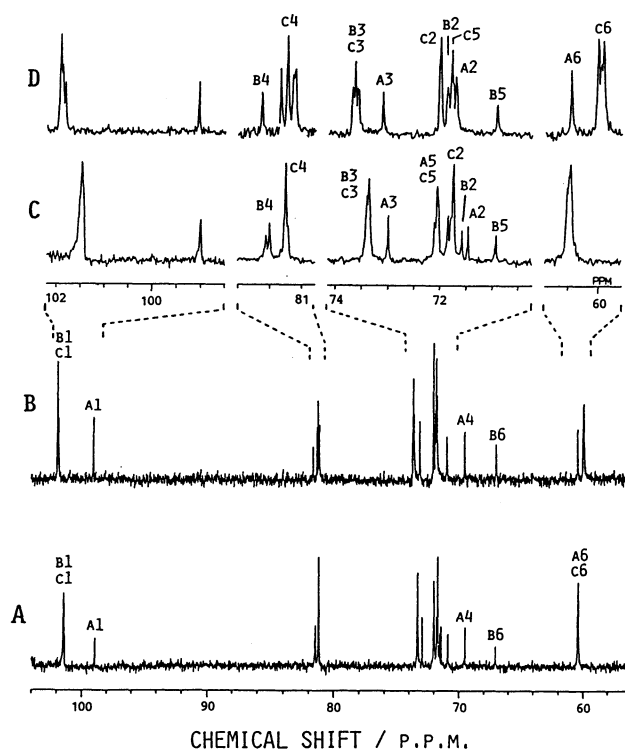 C4
B3
C3
B2
C2
C5
C6
D
B4
A3
A2
B5
A6
C4
B3
C3
A5
C5
C2
C
B4
A3
B2
A2
B5
PPM
102 100 81 74 72 60
B1
C1
B
A1
A4
B6
B1
C1
A6
C6
A
A1
A4
B6
100 90 80 70 60
CHEMICAL SHIFT / P.P.M.